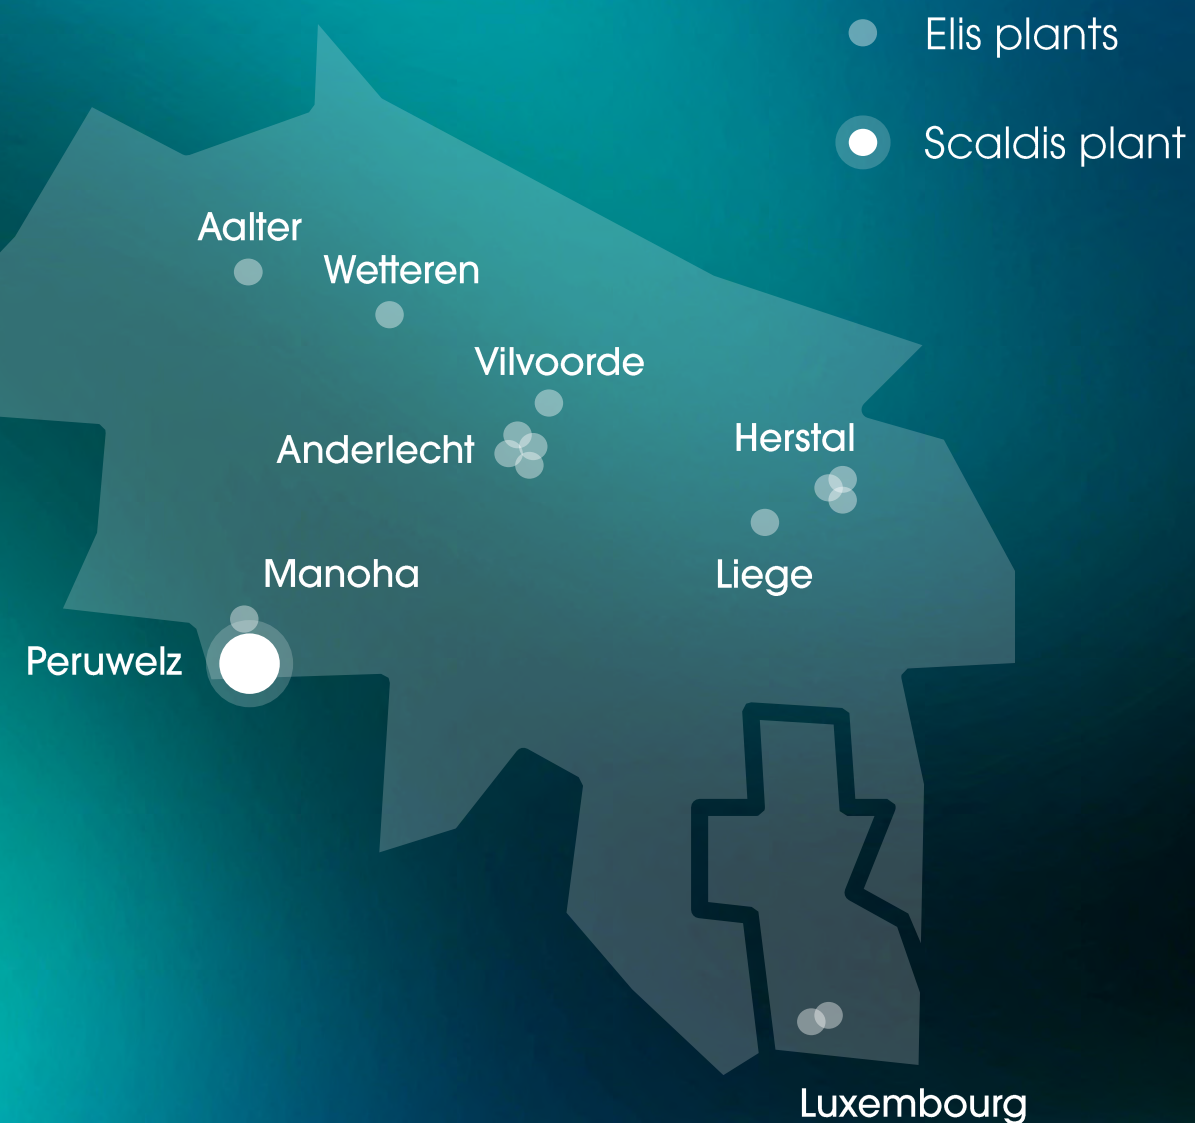 Elis plants
Scaldis plant
Aalter
Wetteren
Vilvoorde
Anderlecht
Herstal
Manoha
Liege
Peruwelz
Luxembourg